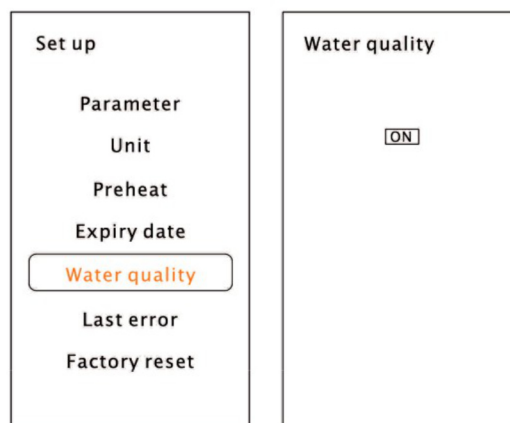 Set up
Parameter
Unit
Preheat
Expiry date
Water quality
Last error
Factory reset
Water quality
ON